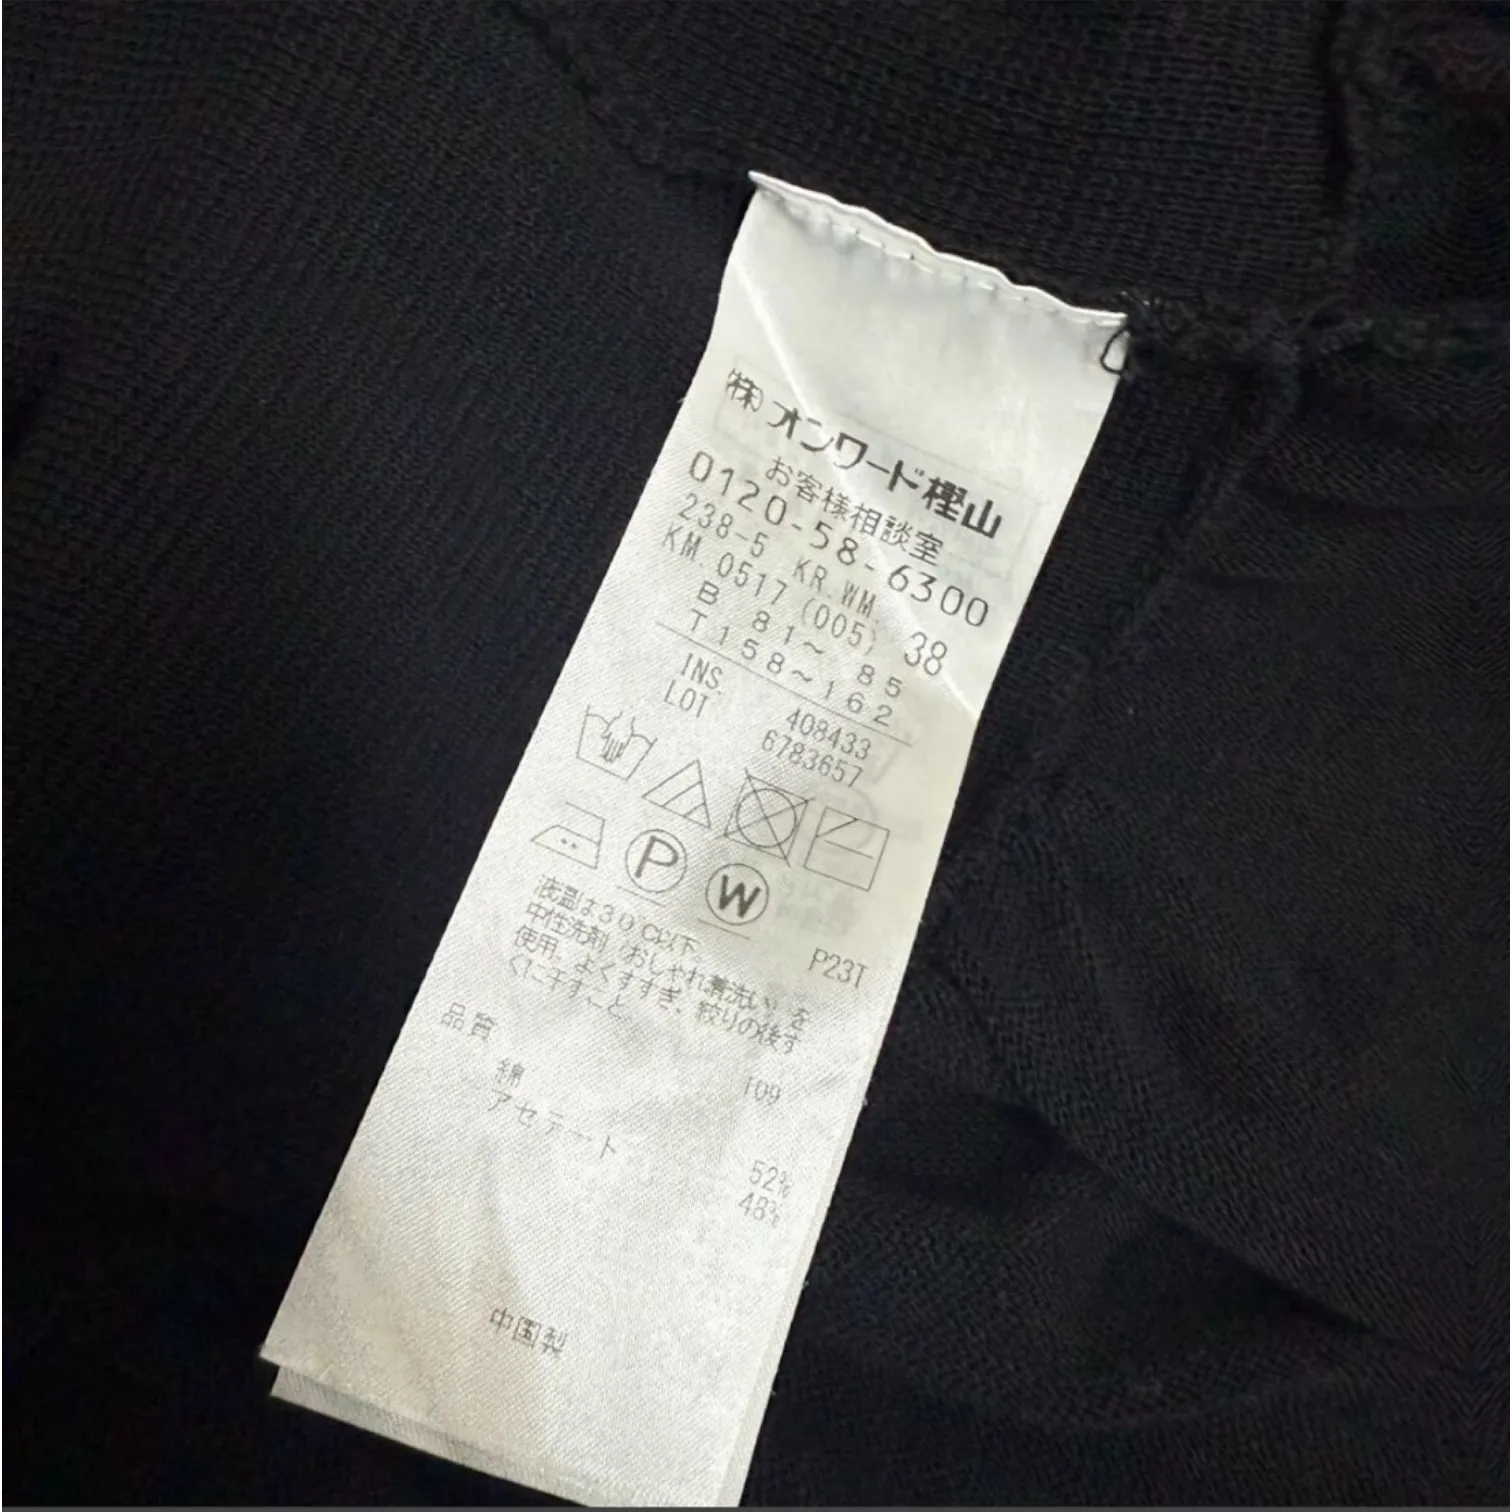 ㈱オンワード樫山
お客様相談室
0120-58-6300
238-5 KR.WM.
KM.0517(005) 38
B 81~ 85
T158~162
INS. 408433
LOT 6783657
P
W
P23T
液温は30℃以下。
中性洗剤(おしゃれ着洗い)を
使用。よくすすぎ、絞りの後す
ぐに干すーと。
品質
109
綿 52%
アセテート 48%
中国製